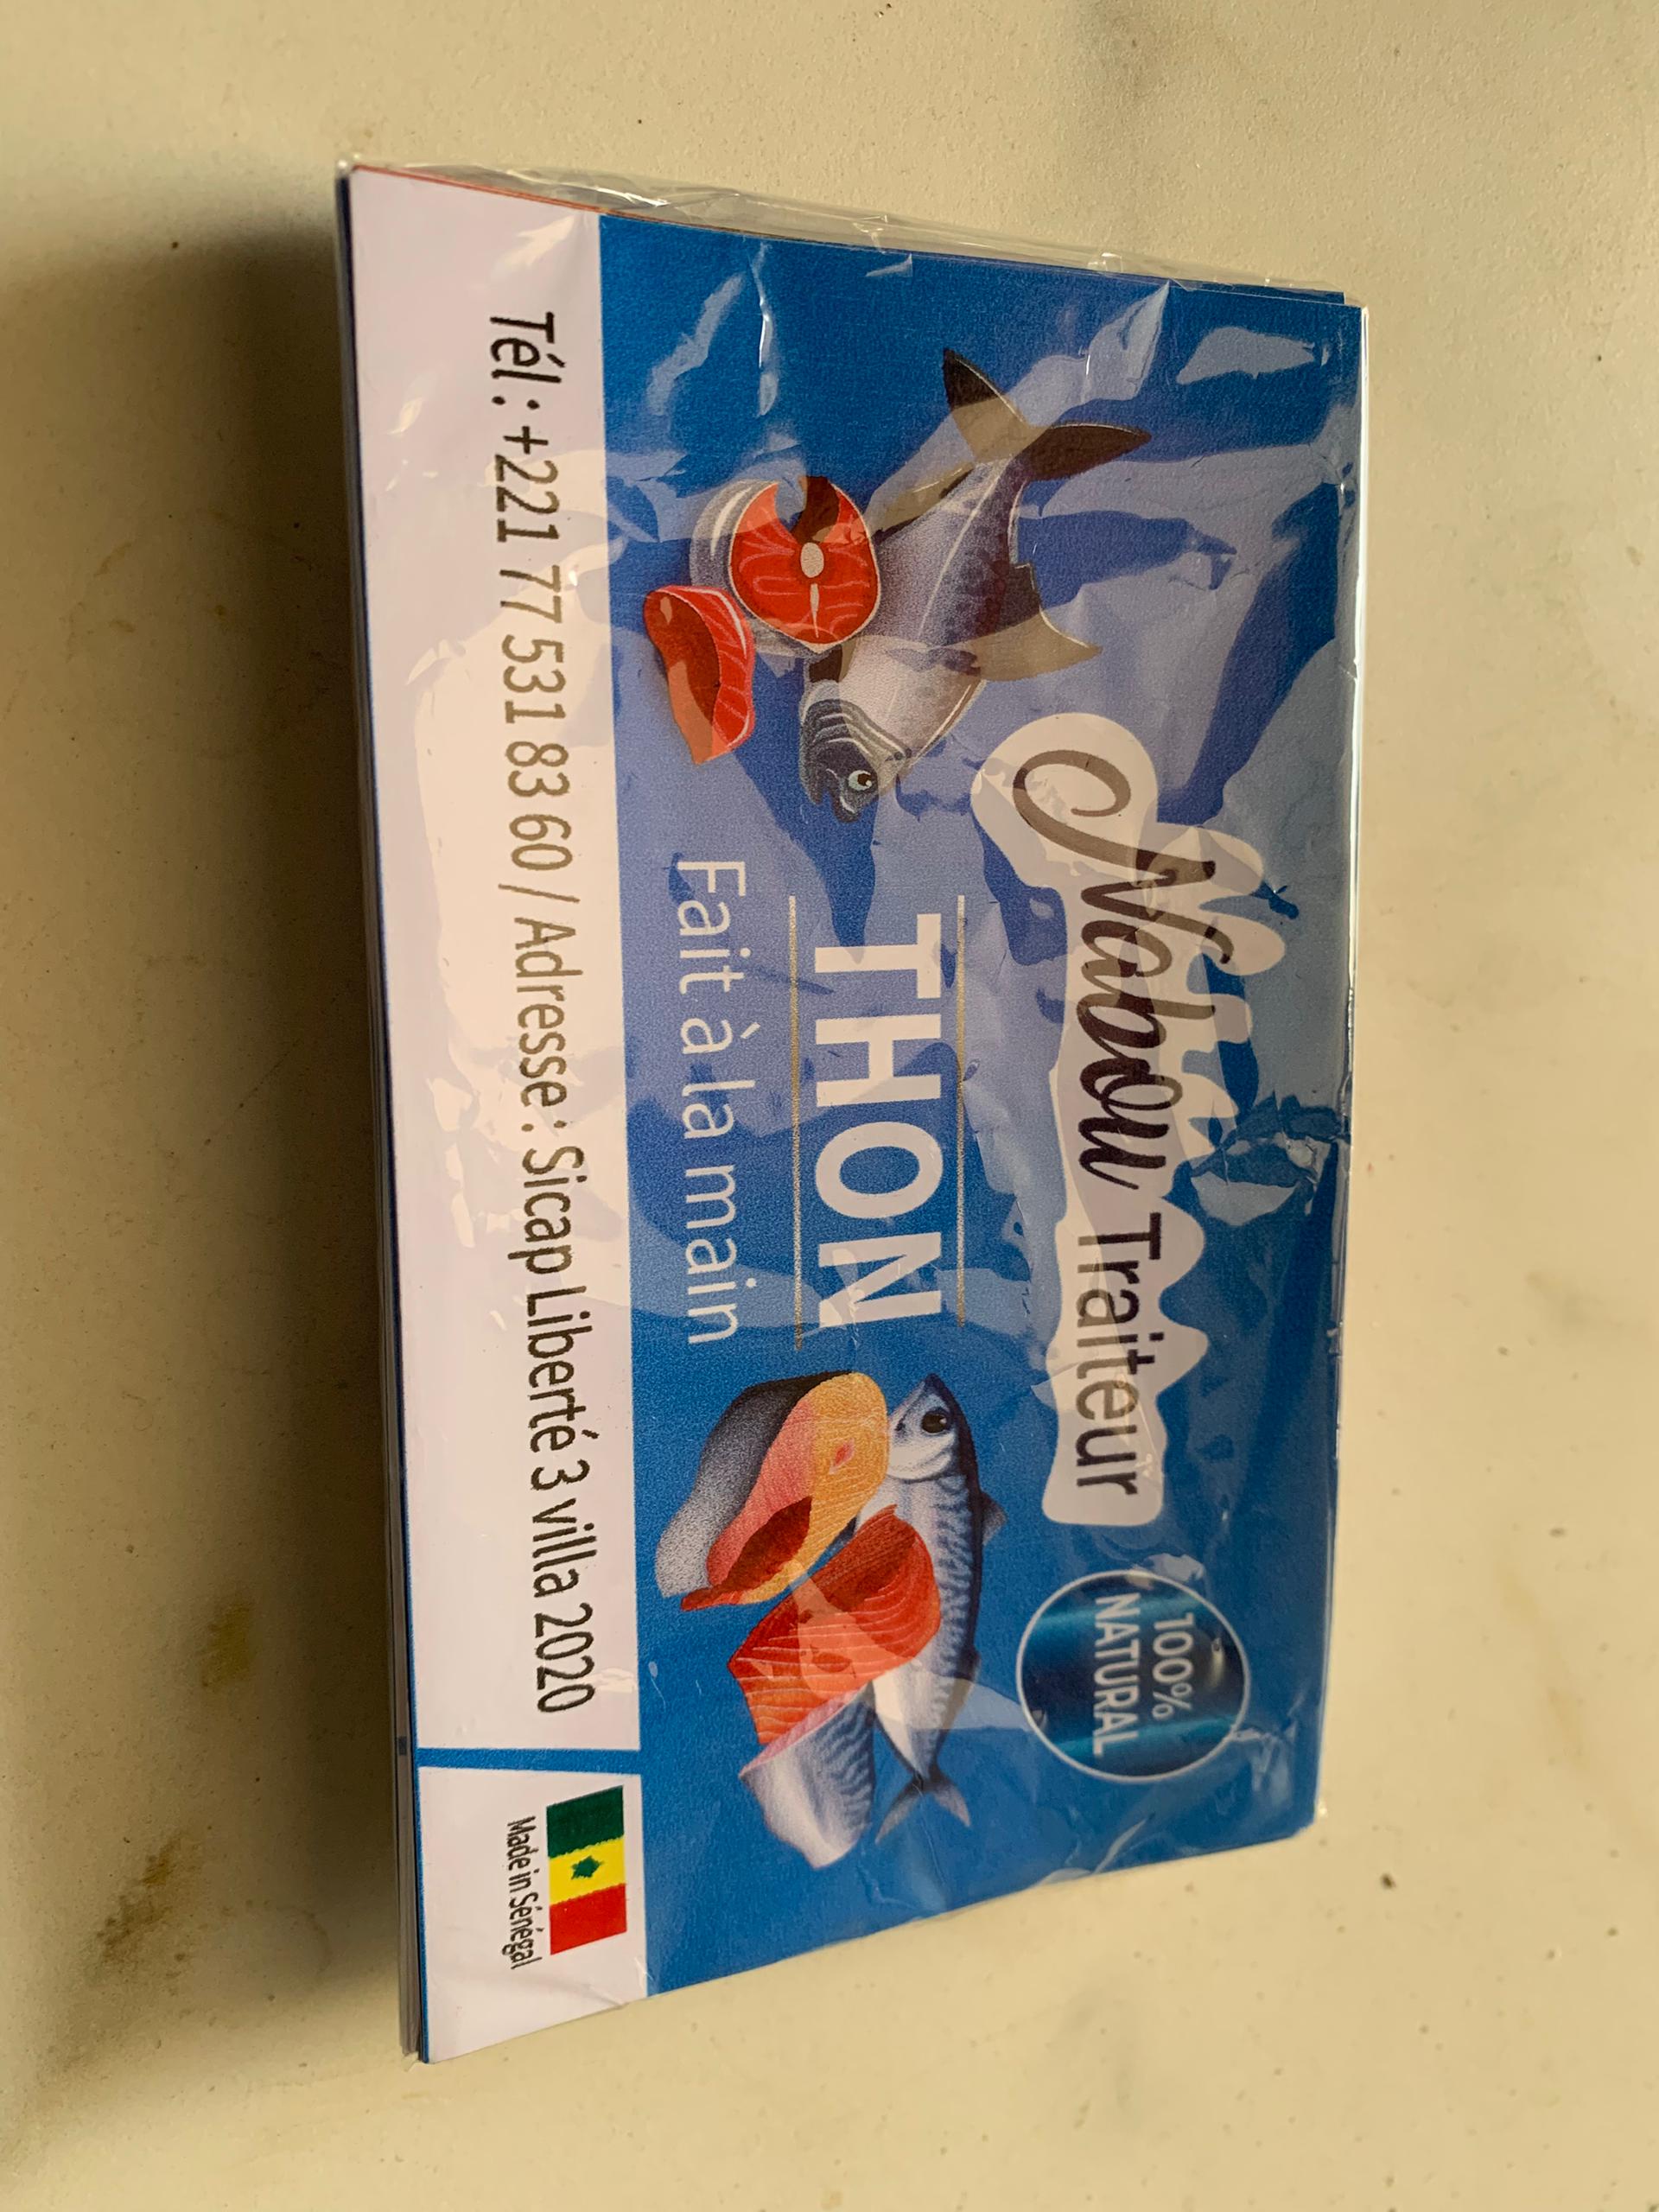 Nabou Traiteur
100%
NATURAL
THON
Fait à la main
Tél : +221 77 531 83 60 / Adresse : Sicap Liberté 3 villa 2020
Made in Sénégal